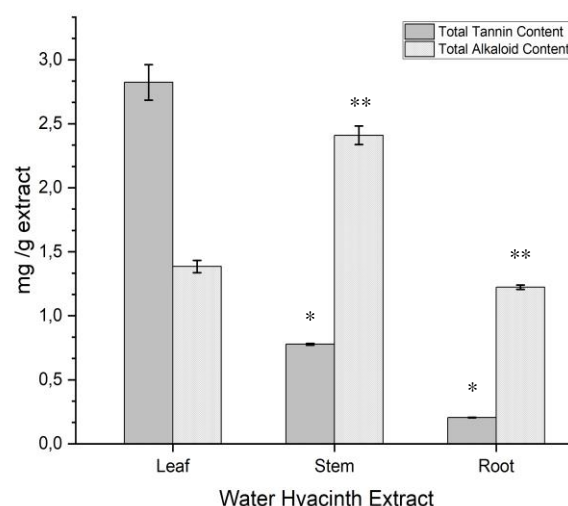 Total Tannin Content
Total Alkaloid Content
3,0
2,5
2,0
1,5
1,0
0,5
0,0
mg /g extract
**
*
**
*
Leaf Stem Root
Water Hyacinth Extract